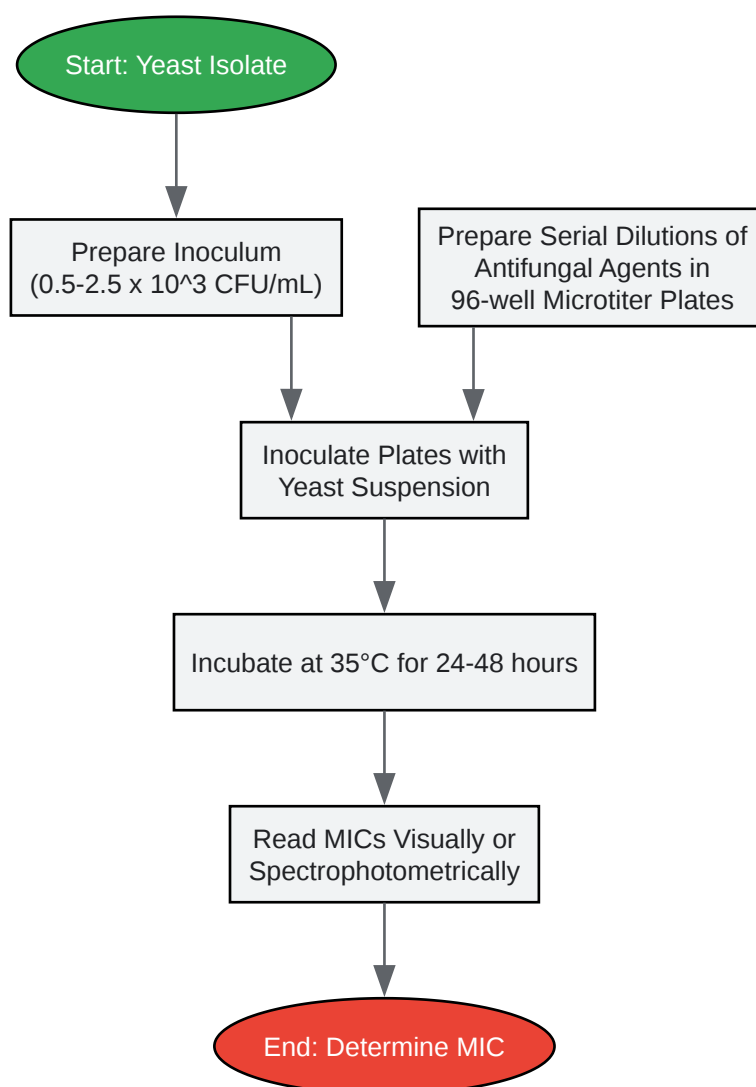 Start: Yeast Isolate
Prepare Inoculum
(0.5-2.5 x 10^3 CFU/mL)
Prepare Serial Dilutions of
Antifungal Agents in
96-well Microtiter Plates
Inoculate Plates with
Yeast Suspension
Incubate at 35°C for 24-48 hours
Read MICs Visually or
Spectrophotometrically
End: Determine MIC